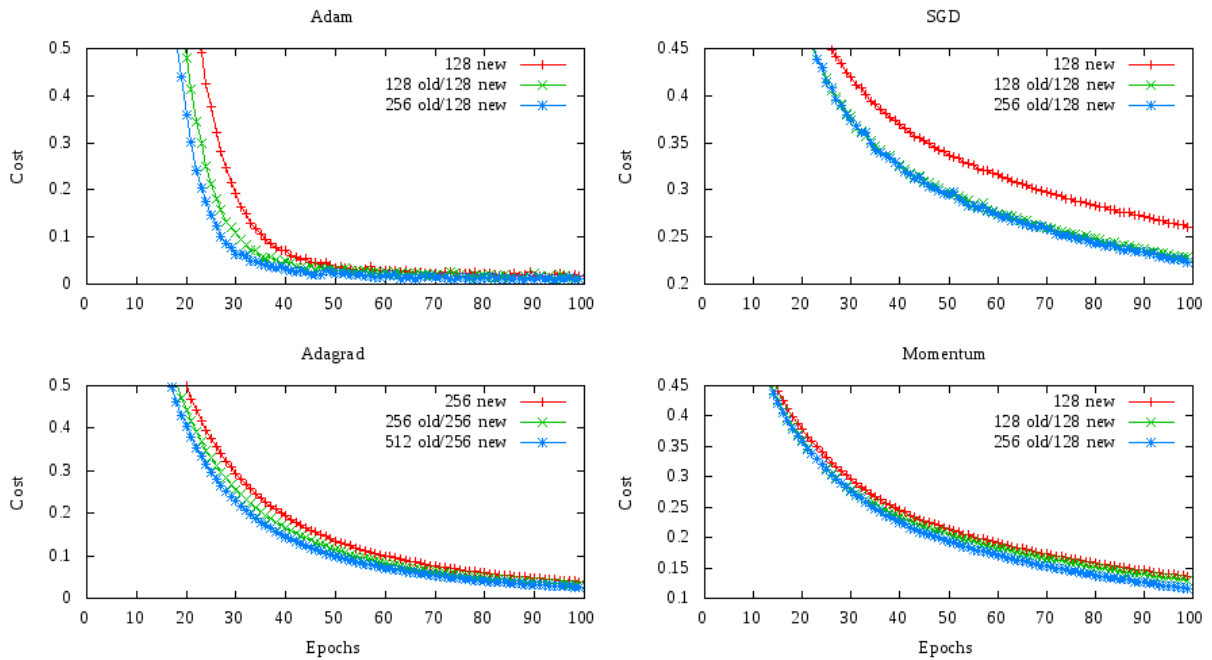 Adam
0.5
0.4
0.3
0.2
0.1
0
Cost
128 new
128 old/128 new
256 old/128 new
0 10 20 30 40 50 60 70 80 90 100
SGD
0.45
0.4
0.35
0.3
0.25
0.2
Cost
128 new
128 old/128 new
256 old/128 new
0 10 20 30 40 50 60 70 80 90 100
Adagrad
0.5
0.4
0.3
0.2
0.1
0
Cost
256 new
256 old/256 new
512 old/256 new
0 10 20 30 40 50 60 70 80 90 100
Epochs
Momentum
0.45
0.4
0.35
0.3
0.25
0.2
0.15
0.1
Cost
128 new
128 old/128 new
256 old/128 new
0 10 20 30 40 50 60 70 80 90 100
Epochs